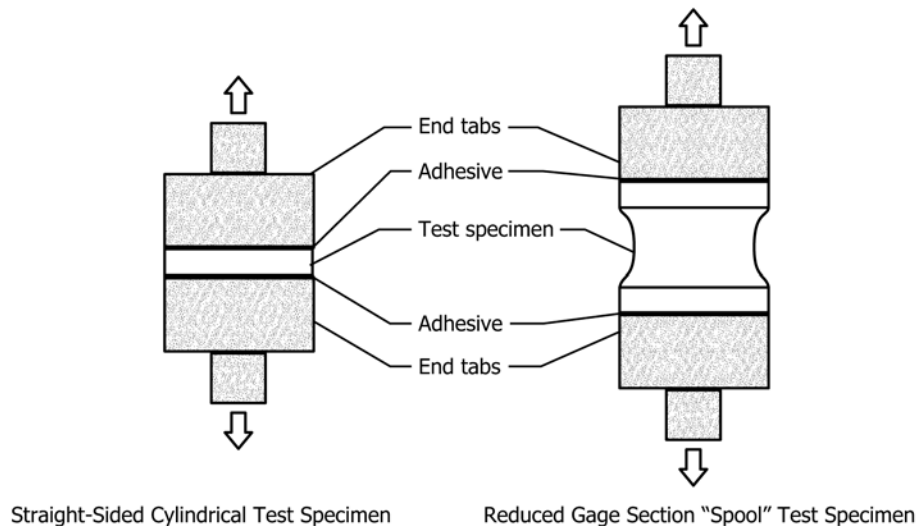 End tabs
Adhesive
Test specimen
Adhesive
End tabs
Straight-Sided Cylindrical Test Specimen
Reduced Gage Section “Spool” Test Specimen